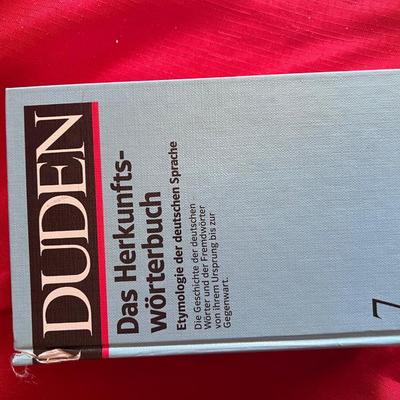 DUDEN
Das Herkunfts-
wörterbuch
Etymologie der deutschen Sprache
Die Geschichte der deutschen
Wörter und der Fremdwörter
von ihrem Ursprung bis zur
Gegenwart.
7